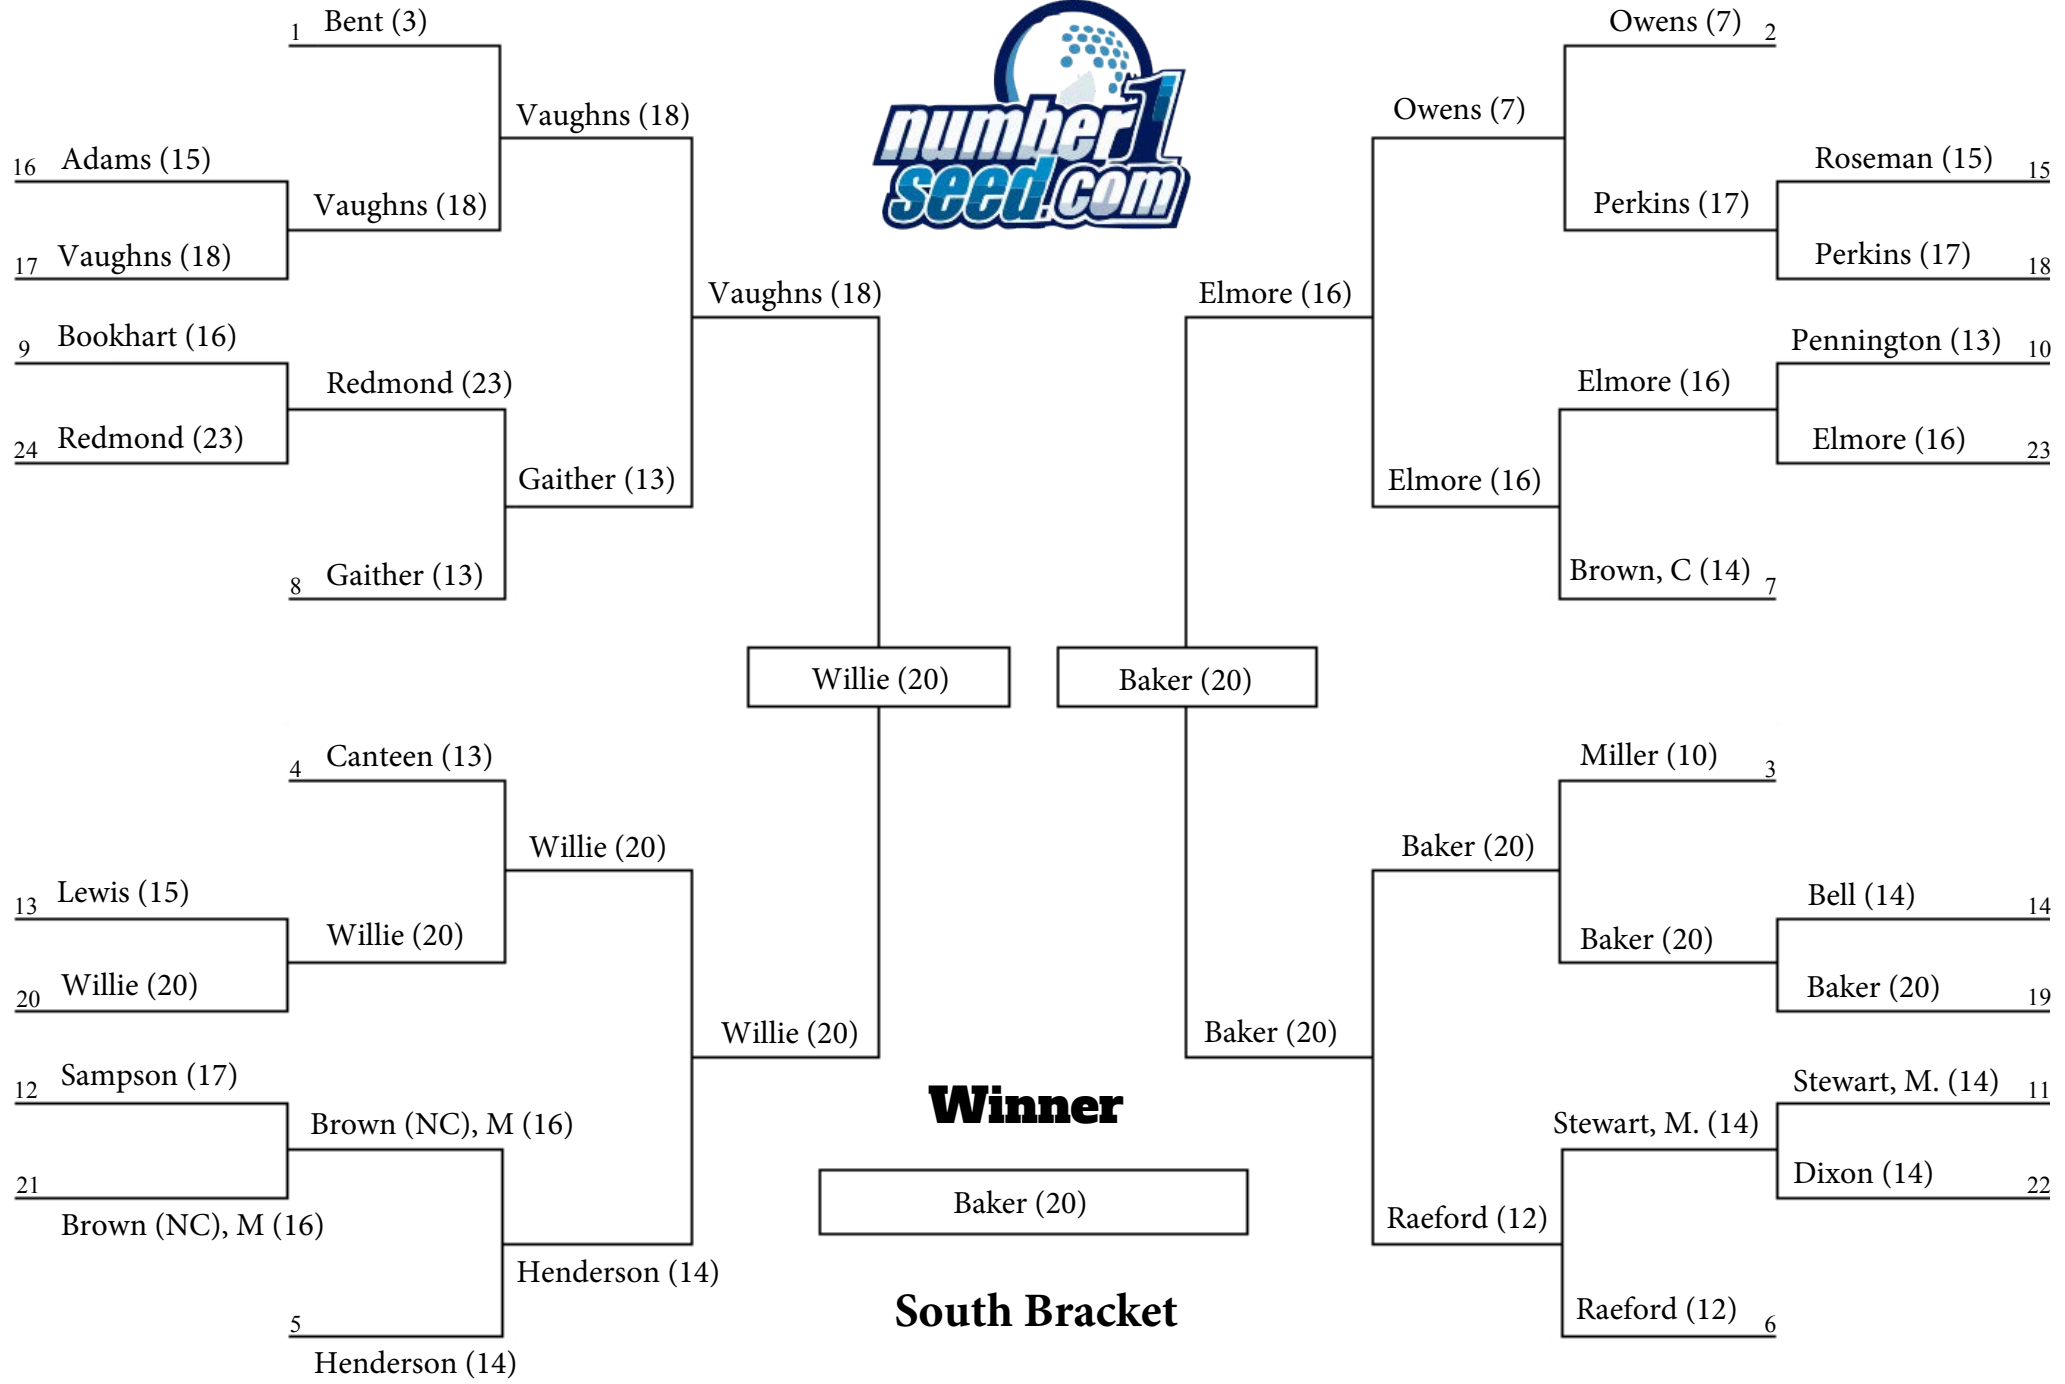 1 Bent (3)
16 Adams (15)
Vaughns (18)
Vaughns (18)
17 Vaughns (18)
Vaughns (18)
9 Bookhart (16)
Redmond (23)
24 Redmond (23)
Gaither (13)
8 Gaither (13)
Willie (20)
4 Canteen (13)
Willie (20)
13 Lewis (15)
Willie (20)
20 Willie (20)
Willie (20)
12 Sampson (17)
Brown (NC), M (16)
21
Brown (NC), M (16)
Henderson (14)
5
Henderson (14)
number1
seed.com
Owens (7) 2
Owens (7)
Roseman (15) 15
Perkins (17)
Perkins (17) 18
Elmore (16)
Pennington (13) 10
Elmore (16)
Elmore (16) 23
Elmore (16)
Brown, C (14) 7
Baker (20)
Miller (10) 3
Baker (20)
Bell (14) 14
Baker (20)
Baker (20) 19
Baker (20)
Stewart, M. (14) 11
Stewart, M. (14)
Dixon (14) 22
Raeford (12)
Raeford (12) 6
Winner
Baker (20)
South Bracket